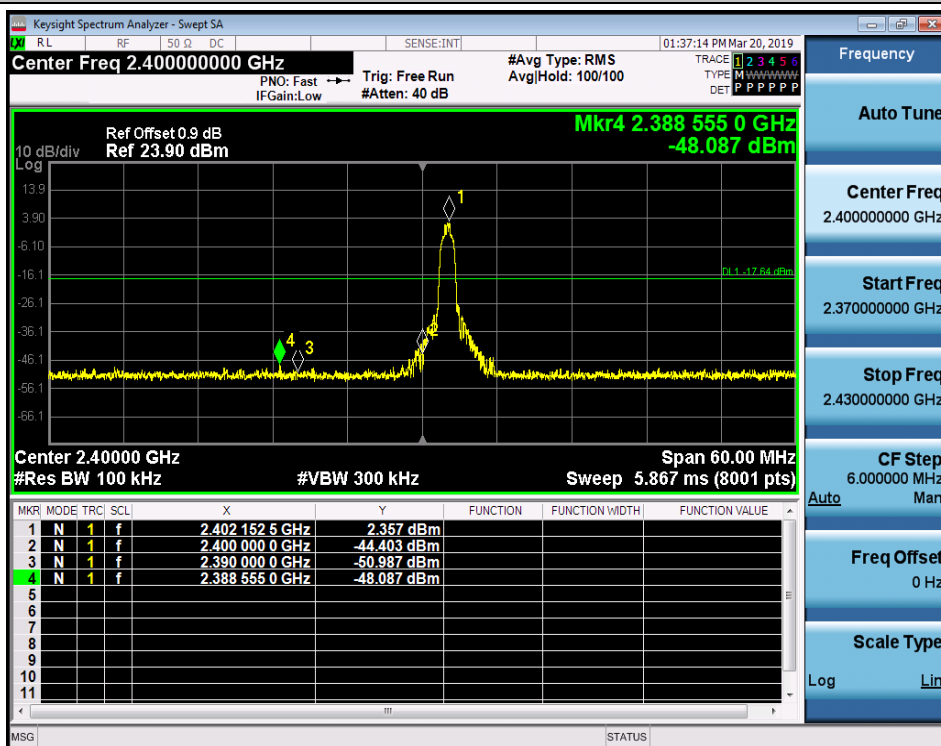 Keysight Spectrum Analyzer - Swept SA
LXI RL RF 50 Ω DC SENSE:INT 01:37:14 PM Mar 20, 2019
Center Freq 2.400000000 GHz
PNO: Fast
IFGain:Low
Trig: Free Run
#Atten: 40 dB
#Avg Type: RMS
Avg|Hold: 100/100
TRACE 1 2 3 4 5 6
TYPE M WWWWW
DET P P P P P P
Mkr4 2.388 555 0 GHz
-48.087 dBm
Ref Offset 0.9 dB
10 dB/div Ref 23.90 dBm
Log
13.9
3.90
-6.10
-16.1
-26.1
-36.1
-46.1
-56.1
-66.1
1
DL1 -17.64 dBm
2
4
3
Center 2.40000 GHz Span 60.00 MHz
#Res BW 100 kHz #VBW 300 kHz Sweep 5.867 ms (8001 pts)
MKR MODE TRC SCL X Y FUNCTION FUNCTION WIDTH FUNCTION VALUE
1 N 1 f 2.402 152 5 GHz 2.357 dBm
2 N 1 f 2.400 000 0 GHz -44.403 dBm
3 N 1 f 2.390 000 0 GHz -50.987 dBm
4 N 1 f 2.388 555 0 GHz -48.087 dBm
5
6
7
8
9
10
11
MSG STATUS
Frequency
Auto Tune
Center Freq
2.400000000 GHz
Start Freq
2.370000000 GHz
Stop Freq
2.430000000 GHz
CF Step
6.000000 MHz
Auto Man
Freq Offset
0 Hz
Scale Type
Log Lin